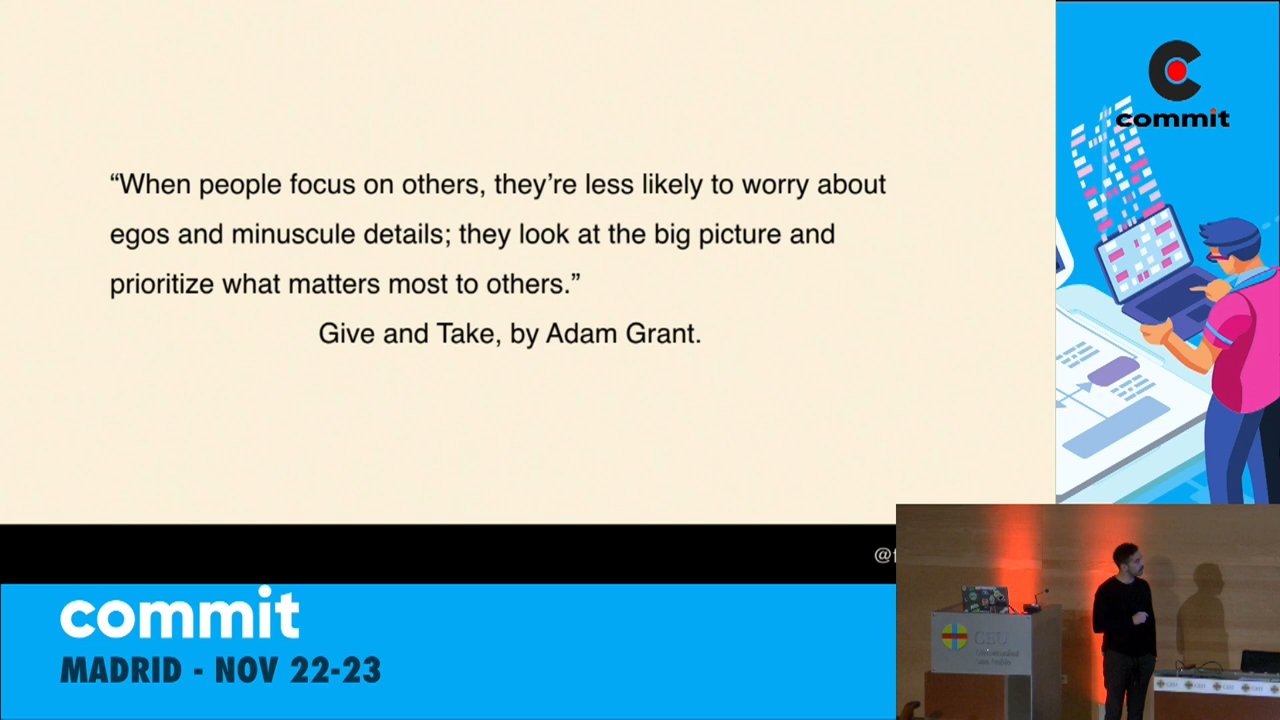 “When people focus on others, they’re less likely to worry about
egos and minuscule details; they look at the big picture and
prioritize what matters most to others.”
Give and Take, by Adam Grant.
commit
commit
MADRID - NOV 22-23
CEU